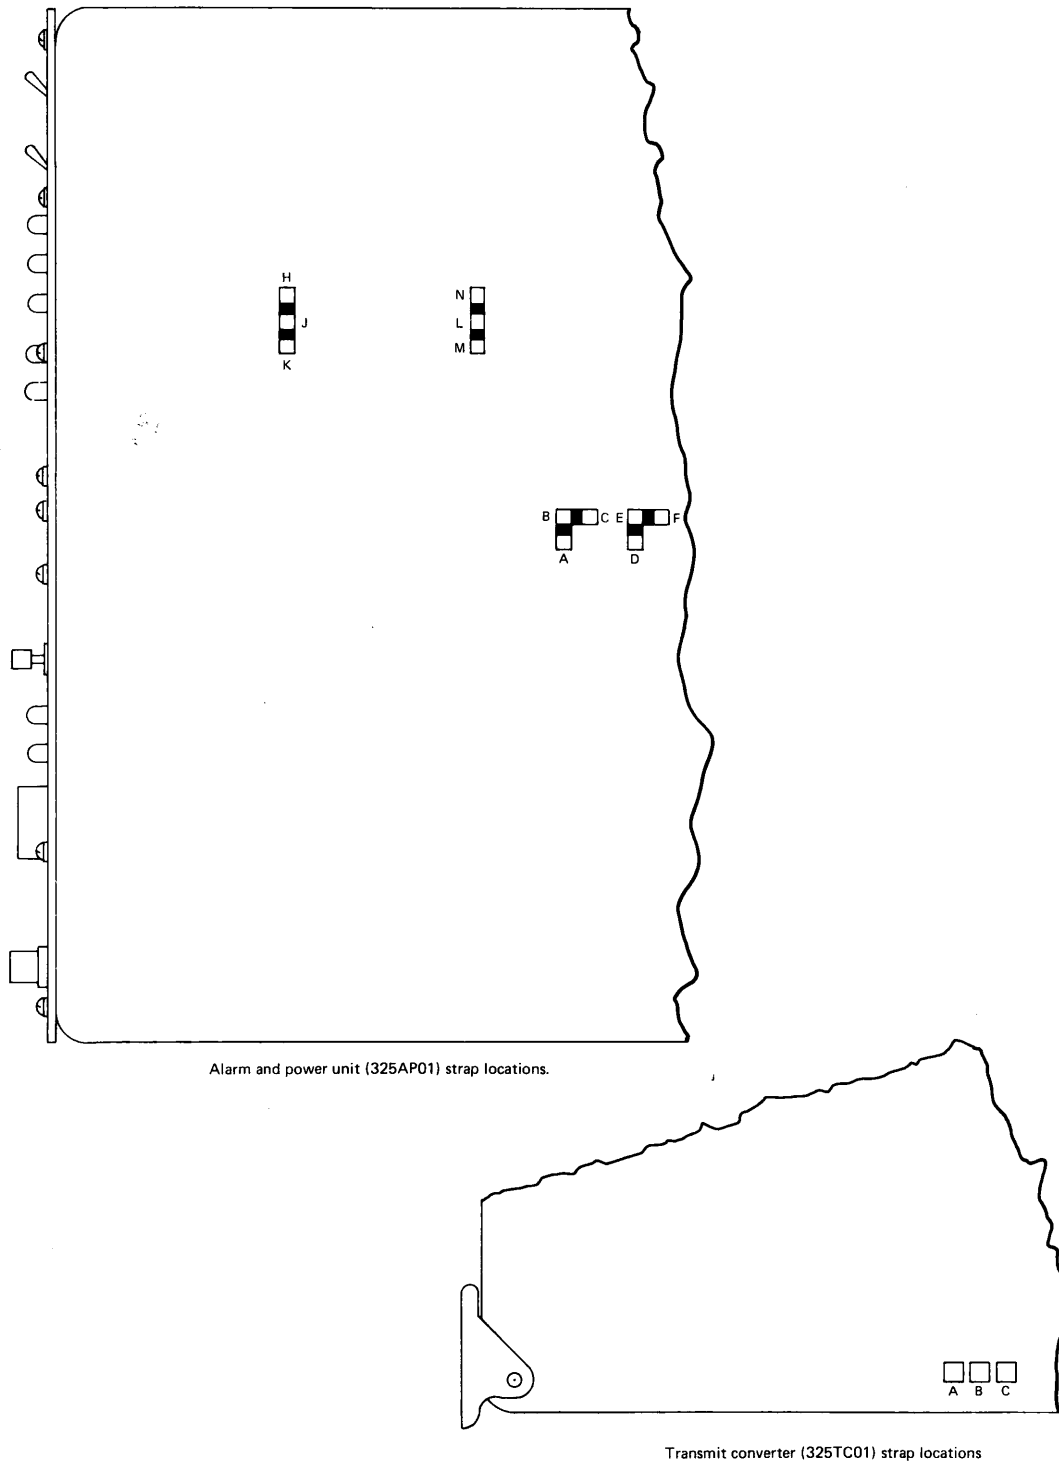 H
N
J
L
K
M
B
C
E
F
A
D
Alarm and power unit (325AP01) strap locations.
A
B
C
Transmit converter (325TC01) strap locations